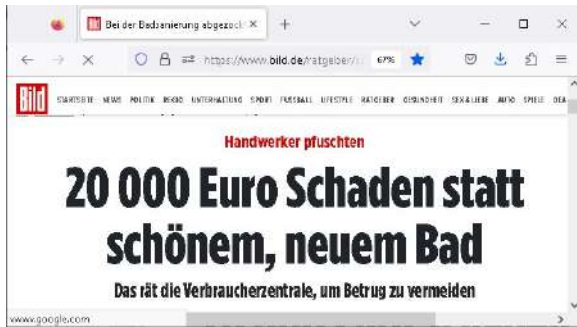 Bei der Badsanierung abgezockt
https://www.bild.de/ratgeber/
67%
Bild
STARTSEITE NEWS POLITIK REGIO UNTERHALTUNG SPORT FUSSBALL LIFESTYLE RATGEBER GESUNDHEIT SEX & LIEBE AUTO SPIELE DEA
Handwerker pfuschten
20 000 Euro Schaden statt
schönem, neuem Bad
Das rät die Verbraucherzentrale, um Betrug zu vermeiden
www.google.com